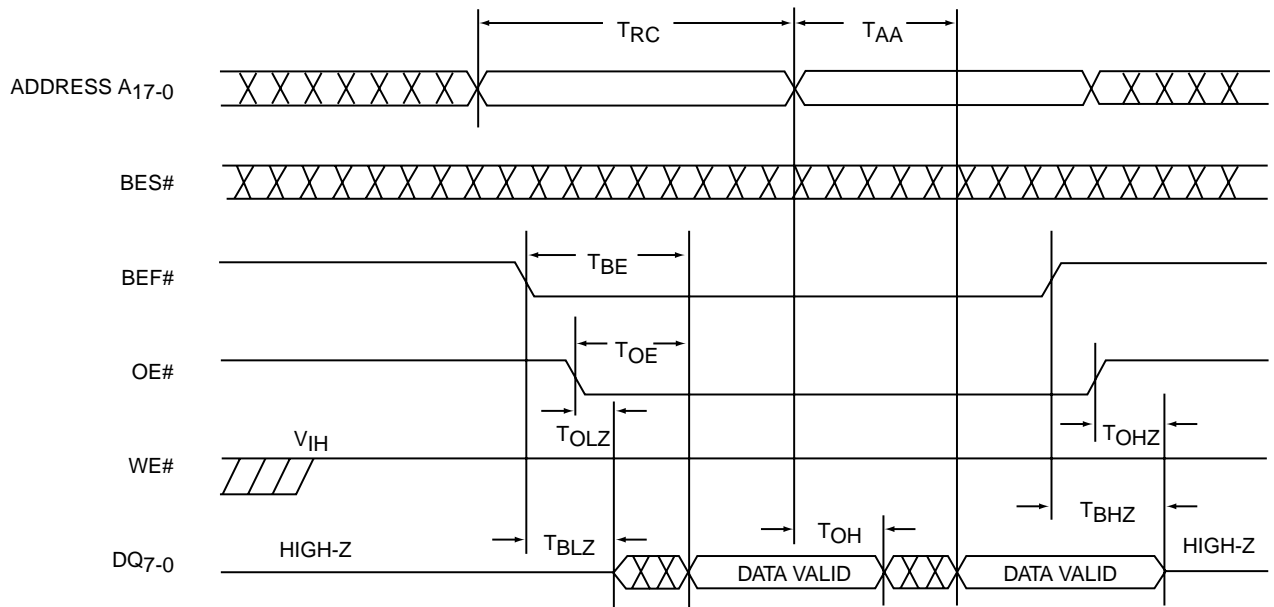 TRC TAA
ADDRESS A17-0
BES#
TBE
BEF#
TOE
OE#
TOLZ TOHZ
VIH
WE#
TBLZ TOH TBHZ
HIGH-Z HIGH-Z
DQ7-0 DATA VALID DATA VALID